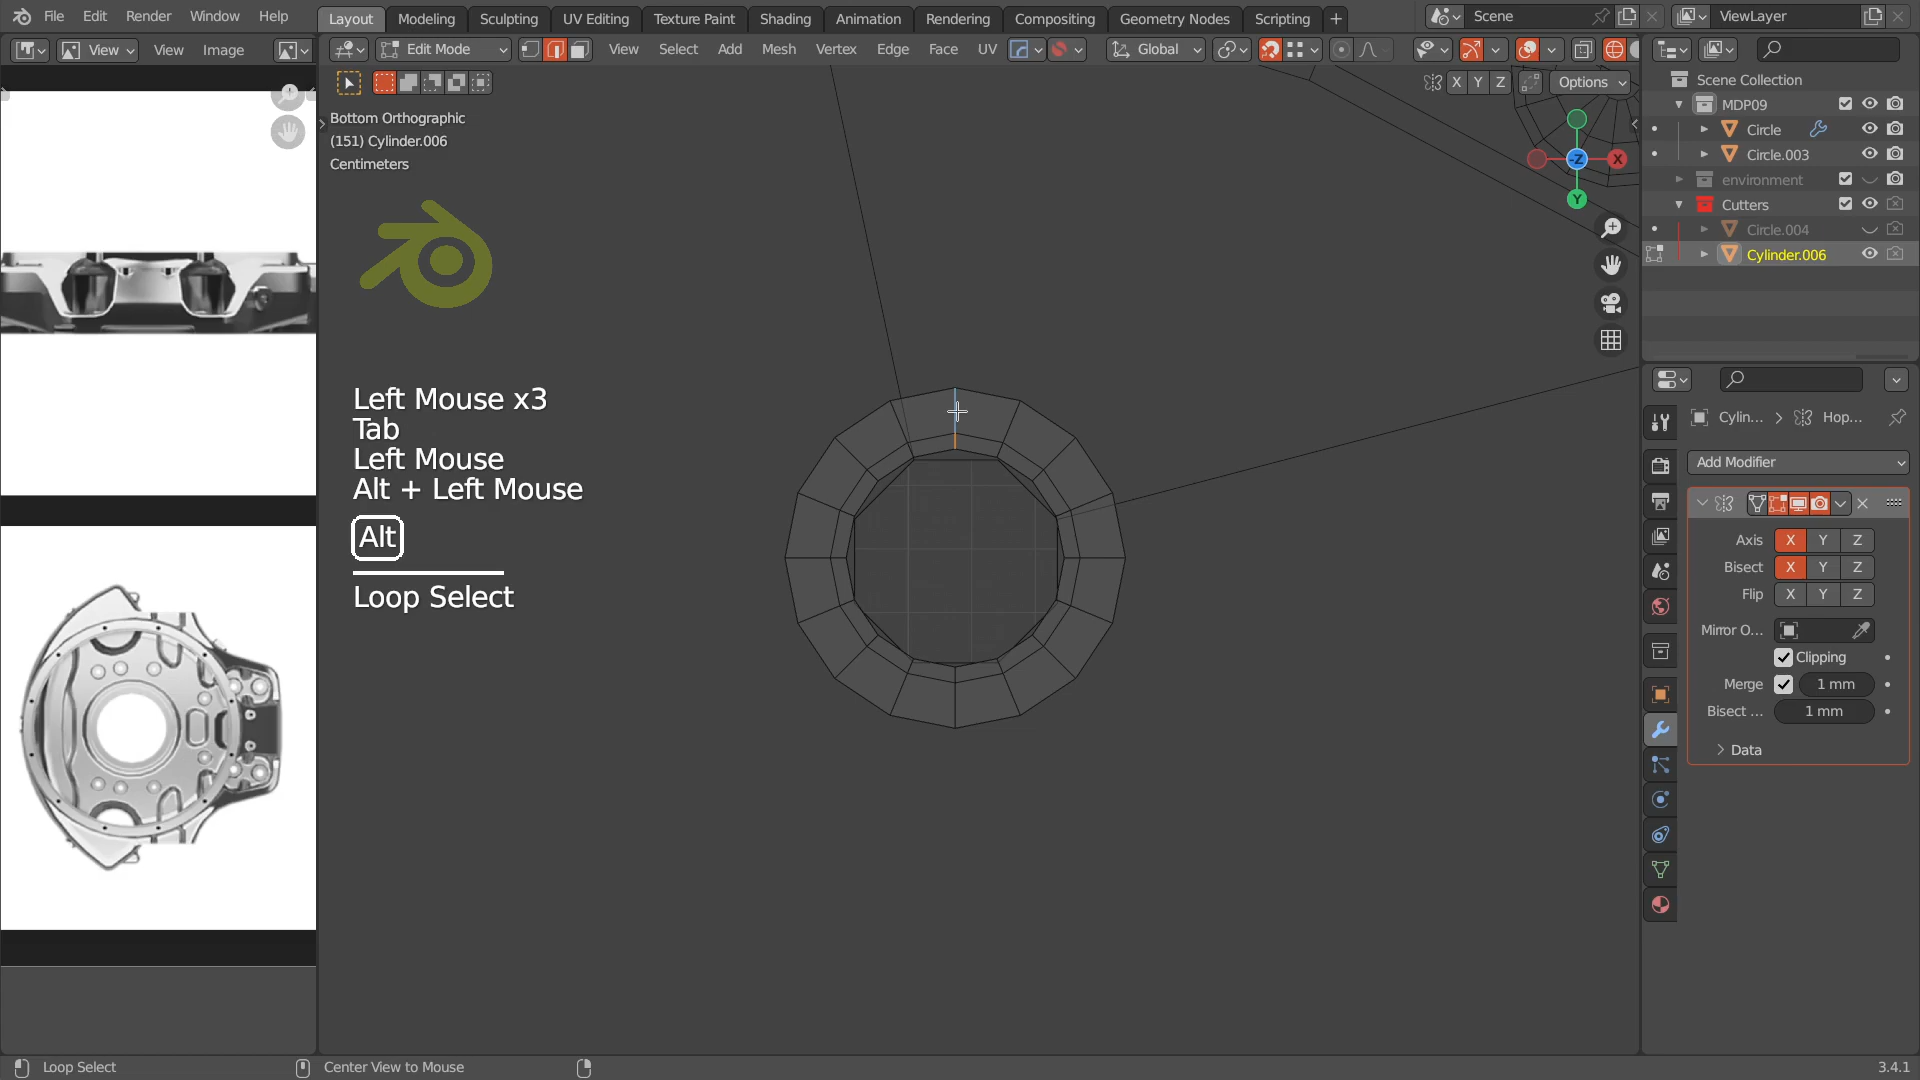 File Edit Render Window Help
Layout Modeling Sculpting UV Editing Texture Paint Shading Animation Rendering Compositing Geometry Nodes Scripting +
Scene
ViewLayer
View View Image
Edit Mode View Select Add Mesh Vertex Edge Face UV Global
X Y Z Options
Scene Collection
MDP09
Circle
Circle.003
environment
Cutters
Circle.004
Cylinder.006
Bottom Orthographic
(151) Cylinder.006
Centimeters
-Z X
Y
Left Mouse x3
Tab
Left Mouse
Alt + Left Mouse
Alt
Loop Select
Cylin... > Hop...
Add Modifier
Axis X Y Z
Bisect X Y Z
Flip X Y Z
Mirror O...
Clipping
Merge 1 mm
Bisect ... 1 mm
Data
Loop Select
Center View to Mouse
3.4.1